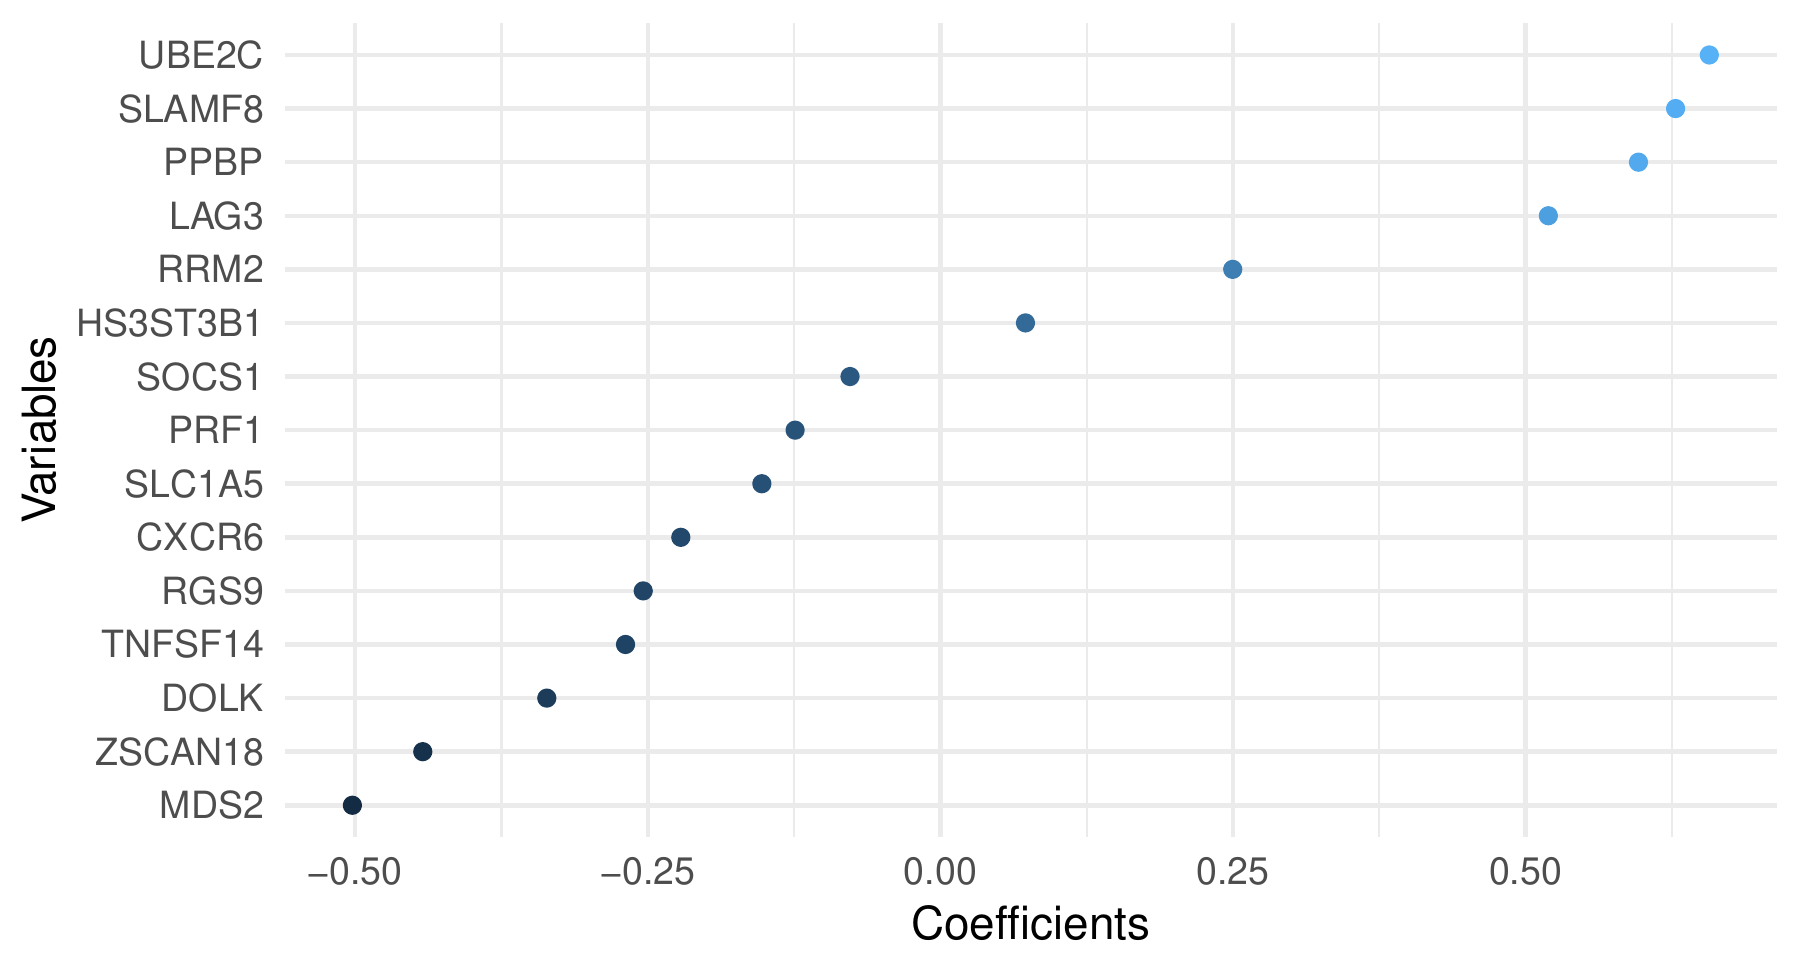 UBE2C
SLAMF8
PPBP
LAG3
RRM2
HS3ST3B1
SOCS1
PRF1
SLC1A5
CXCR6
RGS9
TNFSF14
DOLK
ZSCAN18
MDS2
Variables
−0.50 −0.25 0.00 0.25 0.50
Coefficients